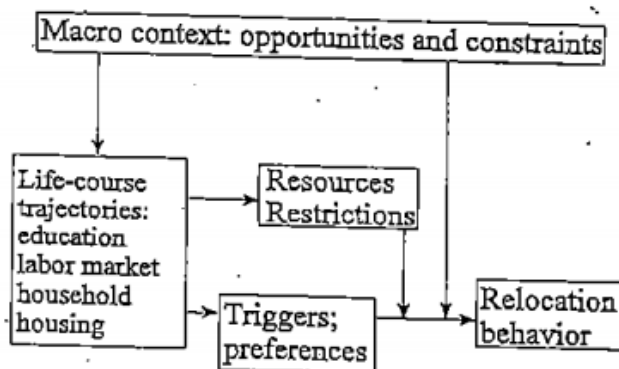 Macro context: opportunities and constraints
Life-course
trajectories:
education
labor market
household
housing
Resources
Restrictions
Triggers;
preferences
Relocation
behavior